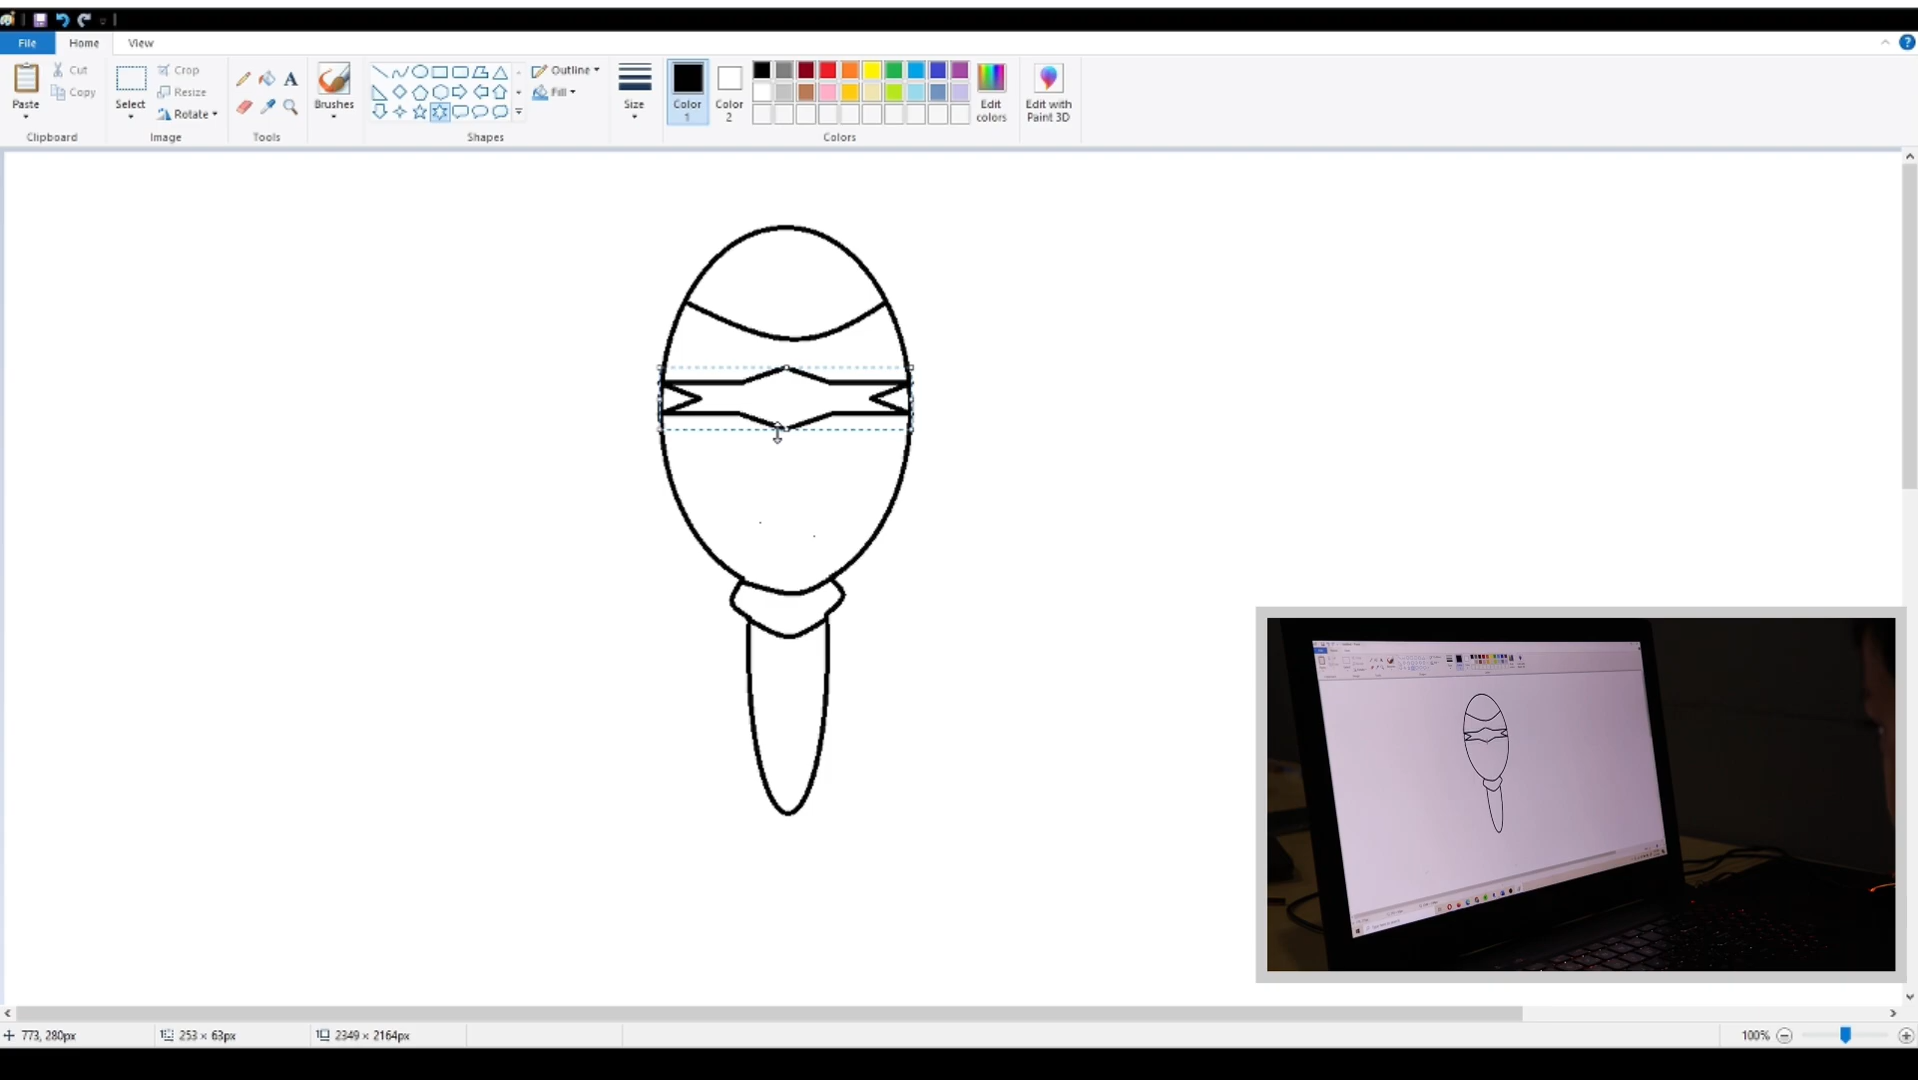 File Home View
Paste
Cut
Copy
Clipboard
Select
Crop
Resize
Rotate
Image
A
Tools
Brushes
Outline
Fill
Shapes
Size
Color
1
Color
2
Colors
Edit
colors
Edit with
Paint 3D
773, 280px 253 × 63px 2349 × 2164px 100%